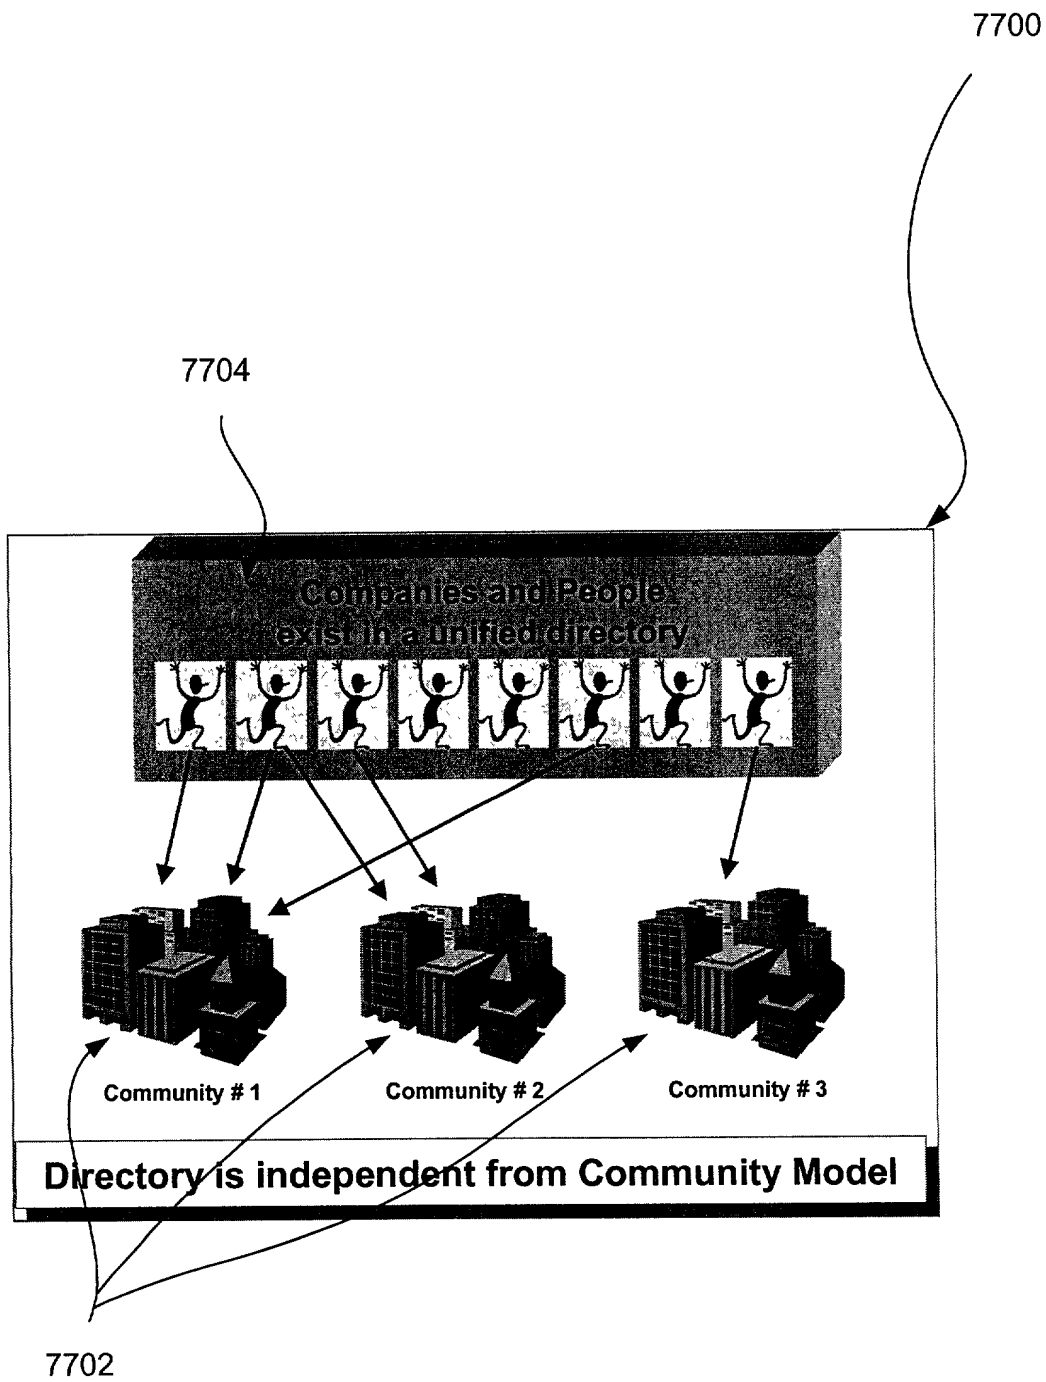 7700
7704
Companies and People
exist in a unified directory
Community # 1
Community # 2
Community # 3
Directory is independent from Community Model
7702